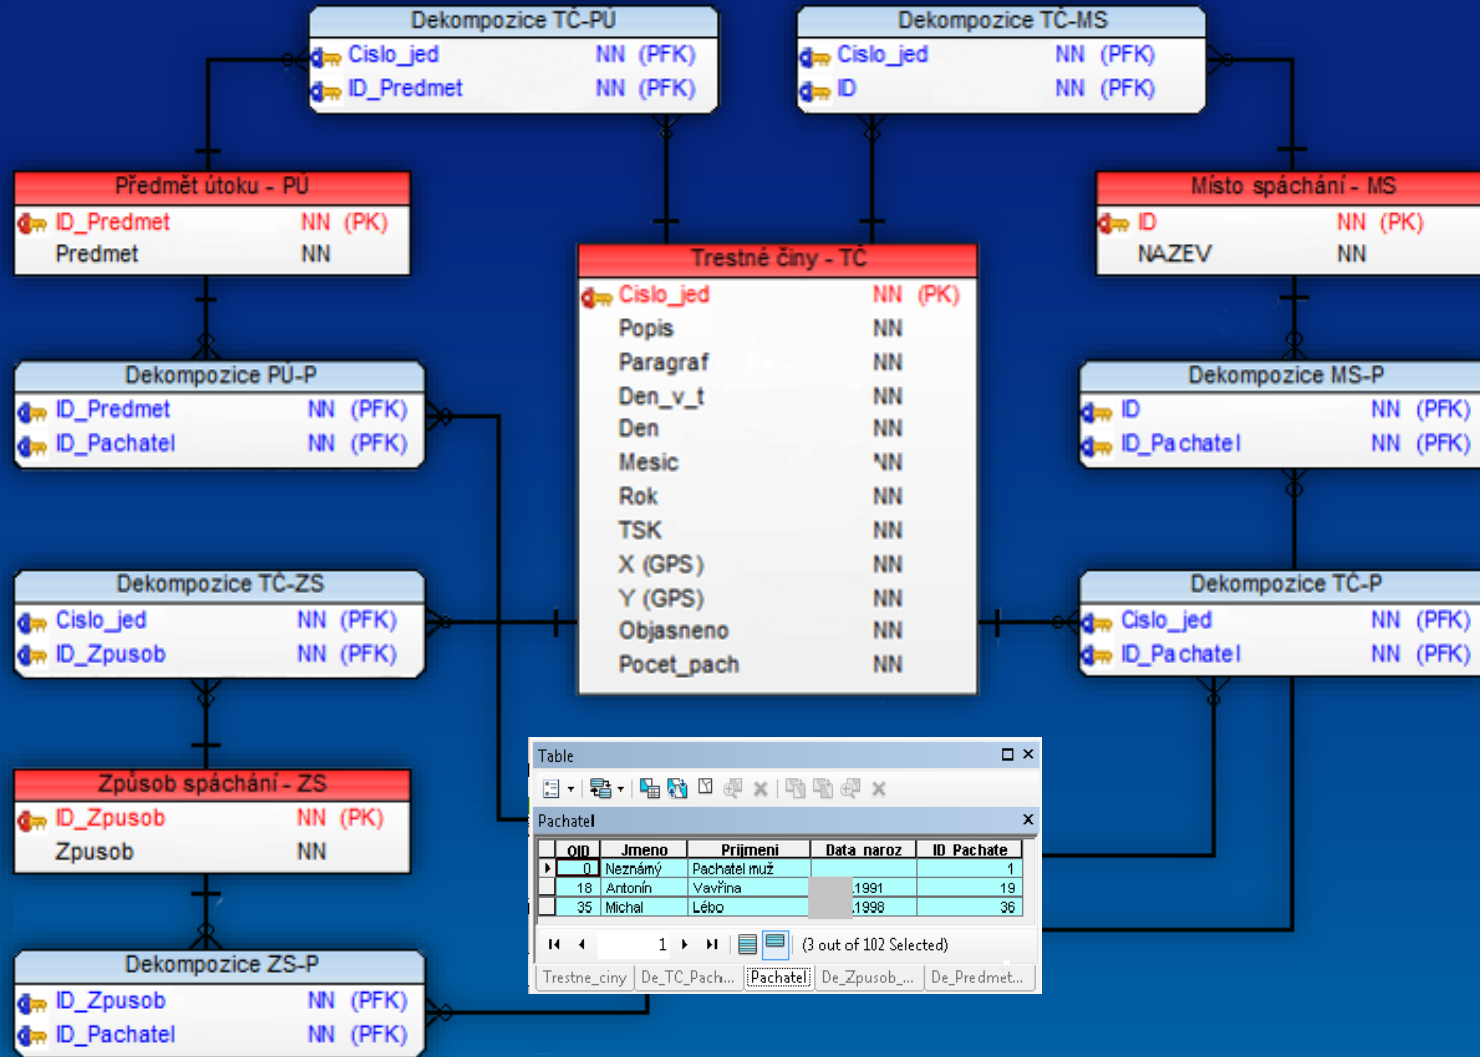 Dekompozice TČ-PÚ
Cislo_jed NN (PFK)
ID_Predmet NN (PFK)
Dekompozice TČ-MS
Cislo_jed NN (PFK)
ID NN (PFK)
Předmět útoku - PÚ
ID_Predmet NN (PK)
Predmet NN
Místo spáchání - MS
ID NN (PK)
NAZEV NN
Trestné činy - TČ
Cislo_jed NN (PK)
Popis NN
Paragraf NN
Den_v_t NN
Den NN
Mesic NN
Rok NN
TSK NN
X (GPS) NN
Y (GPS) NN
Objasneno NN
Pocet_pach NN
Dekompozice PÚ-P
ID_Predmet NN (PFK)
ID_Pachatel NN (PFK)
Dekompozice MS-P
ID NN (PFK)
ID_Pachatel NN (PFK)
Dekompozice TČ-ZS
Cislo_jed NN (PFK)
ID_Zpusob NN (PFK)
Dekompozice TČ-P
Cislo_jed NN (PFK)
ID_Pachatel NN (PFK)
Způsob spáchání - ZS
ID_Zpusob NN (PK)
Zpusob NN
Dekompozice ZS-P
ID_Zpusob NN (PFK)
ID_Pachatel NN (PFK)
Table
Pachatel
OID Jmeno Prijmeni Data_naroz ID_Pachate
0 Neznámý Pachatel muž 1
18 Antonín Vavřina .1991 19
35 Michal Lébo .1998 36
1 (3 out of 102 Selected)
Trestne_ciny De_TC_Pach... Pachatel De_Zpusob_... De_Predmet...